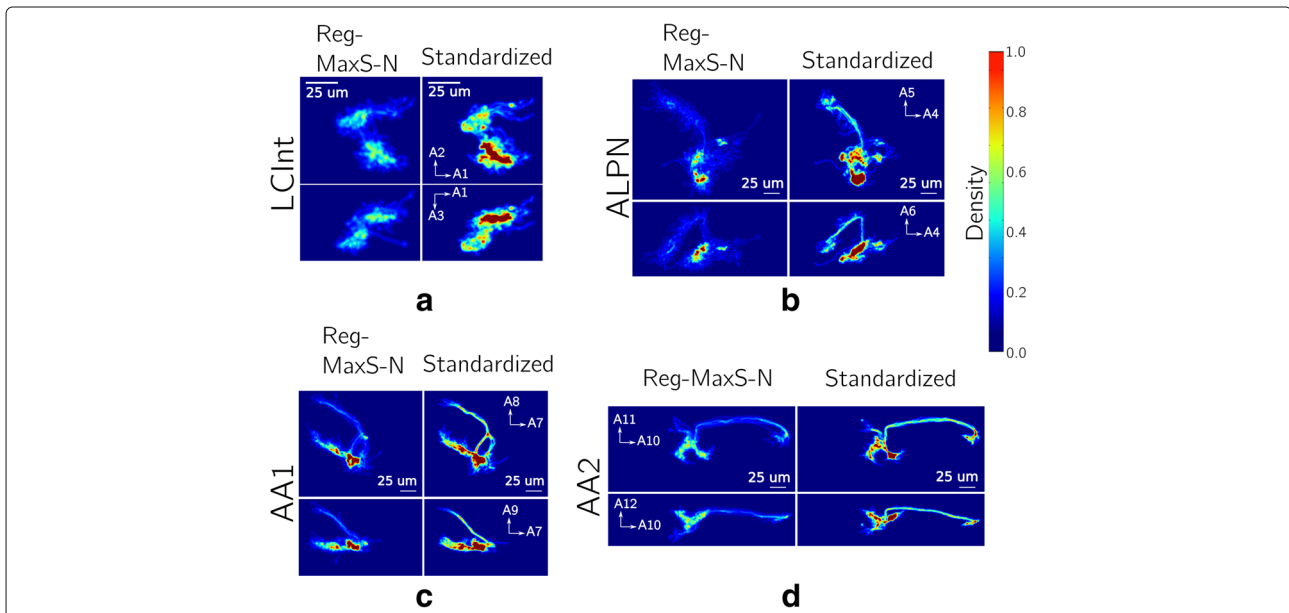 Reg-
MaxS-N
Standardized
25 um
25 um
LCInt
A2
A1
A1
A3
a
Reg-
MaxS-N
Standardized
ALPN
A5
A4
25 um
25 um
A6
A4
b
Density
1.0
0.8
0.6
0.4
0.2
0.0
Reg-
MaxS-N
Standardized
AA1
A8
A7
25 um
25 um
A9
A7
c
Reg-MaxS-N
Standardized
AA2
A11
A10
25 um
25 um
A12
A10
d